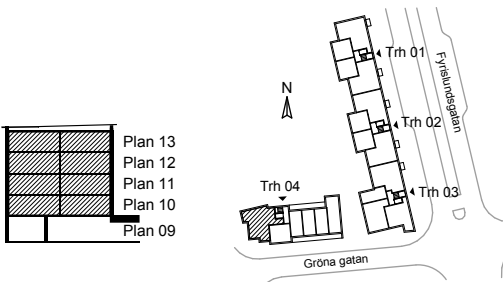 Plan 13
Plan 12
Plan 11
Plan 10
Plan 09
N
Trh 01
Trh 02
Trh 03
Trh 04
Fyrislundsgatan
Gröna gatan